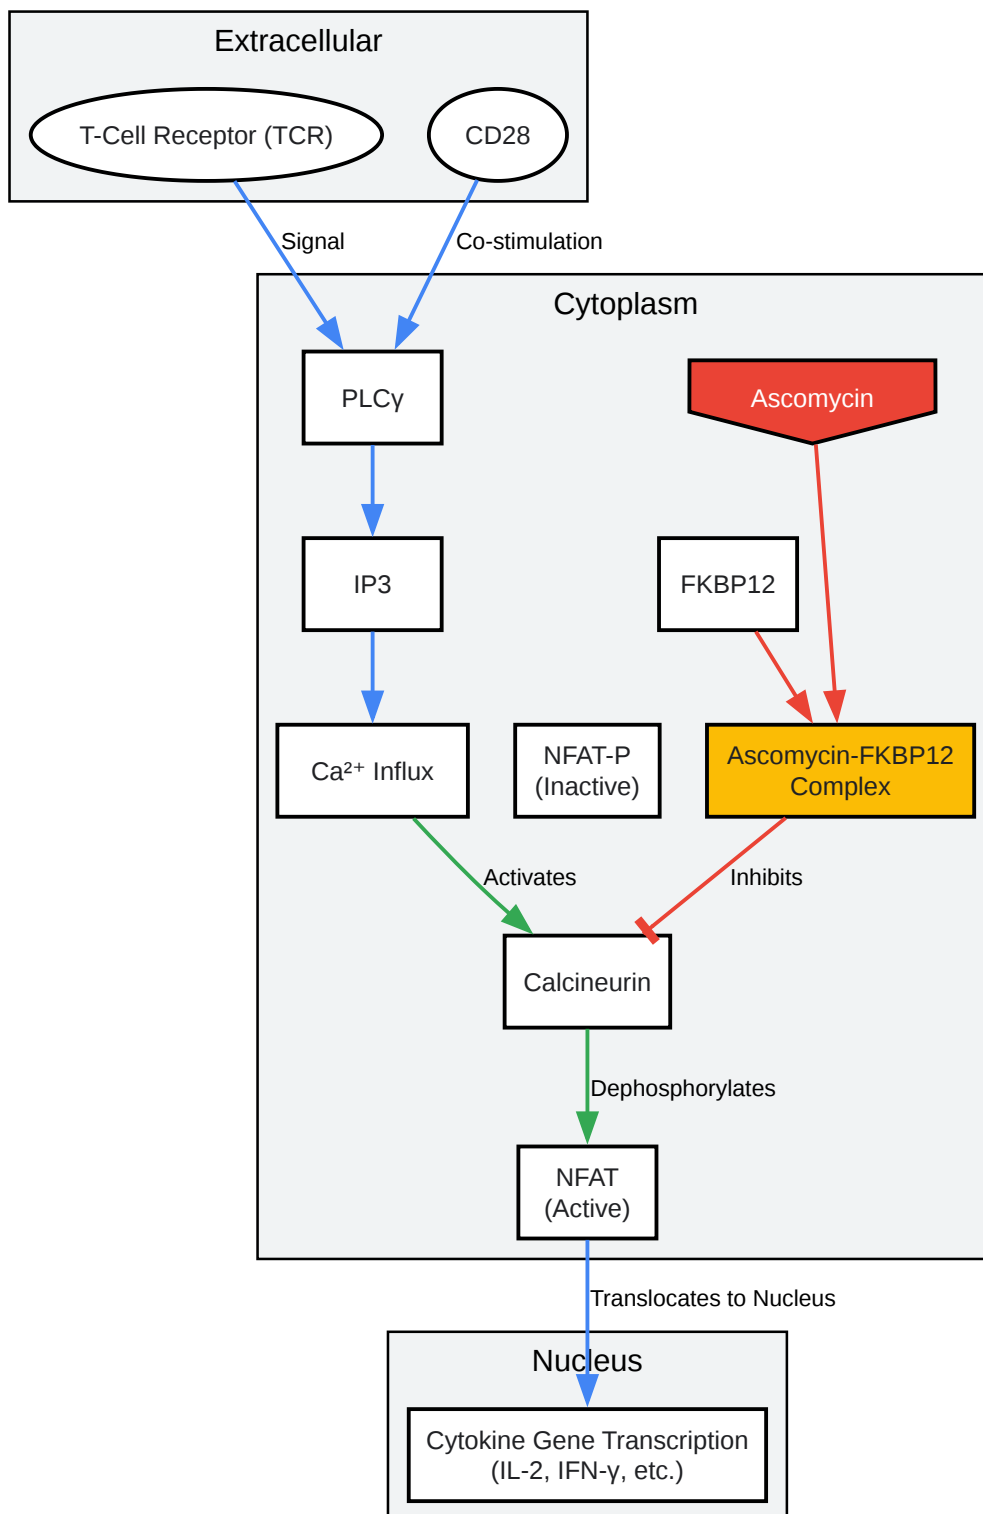 Extracellular
T-Cell Receptor (TCR)
CD28
Signal
Co-stimulation
Cytoplasm
PLCγ
Ascomycin
IP3
FKBP12
Ca²⁺ Influx
NFAT-P
(Inactive)
Ascomycin-FKBP12
Complex
Activates
Inhibits
Calcineurin
Dephosphorylates
NFAT
(Active)
Translocates to Nucleus
Nucleus
Cytokine Gene Transcription
(IL-2, IFN-γ, etc.)